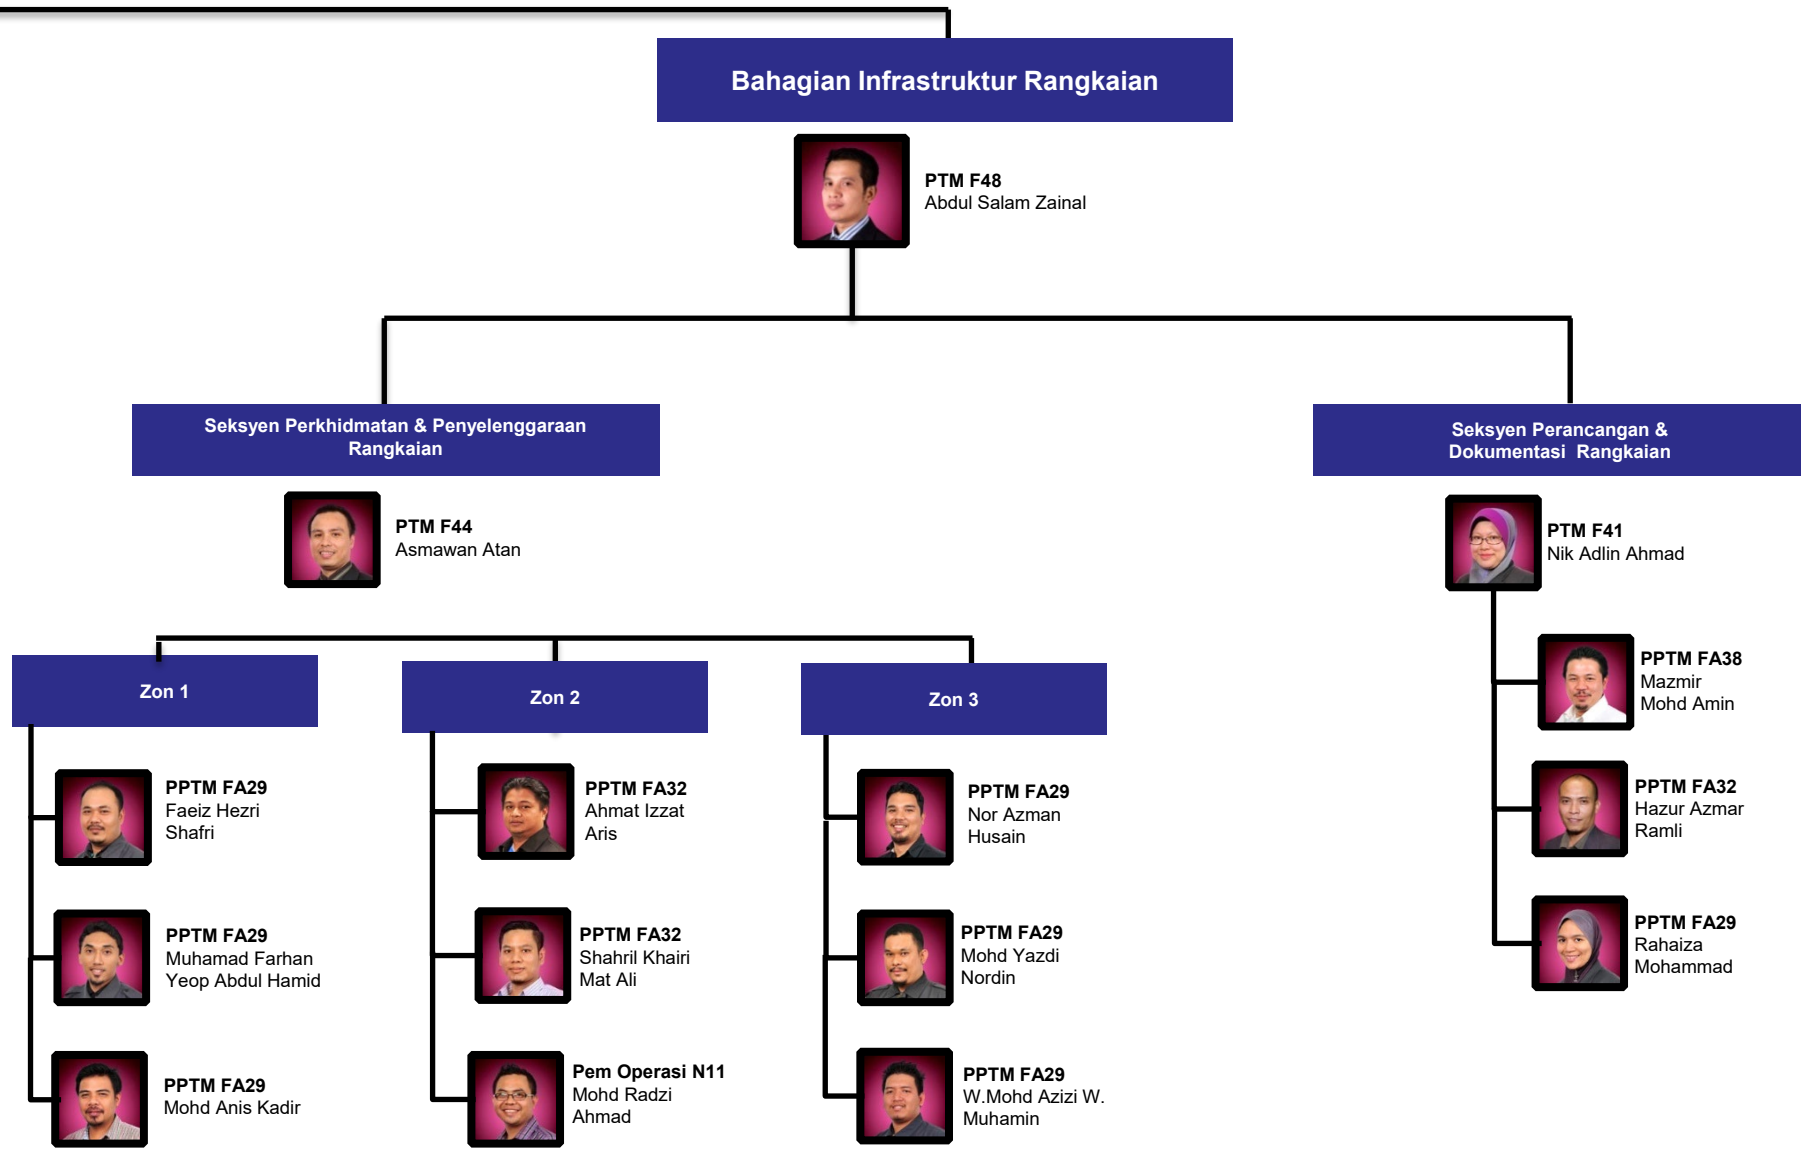 Bahagian Infrastruktur Rangkaian
PTM F48
Abdul Salam Zainal
Seksyen Perkhidmatan & Penyelenggaraan
Rangkaian
PTM F44
Asmawan Atan
Seksyen Perancangan &
Dokumentasi Rangkaian
PTM F41
Nik Adlin Ahmad
Zon 1
PPTM FA29
Faeiz Hezri
Shafri
PPTM FA29
Muhamad Farhan
Yeop Abdul Hamid
PPTM FA29
Mohd Anis Kadir
Zon 2
PPTM FA32
Ahmat Izzat
Aris
PPTM FA32
Shahril Khairi
Mat Ali
Pem Operasi N11
Mohd Radzi
Ahmad
Zon 3
PPTM FA29
Nor Azman
Husain
PPTM FA29
Mohd Yazdi
Nordin
PPTM FA29
W.Mohd Azizi W.
Muhamin
PPTM FA38
Mazmir
Mohd Amin
PPTM FA32
Hazur Azmar
Ramli
PPTM FA29
Rahaiza
Mohammad